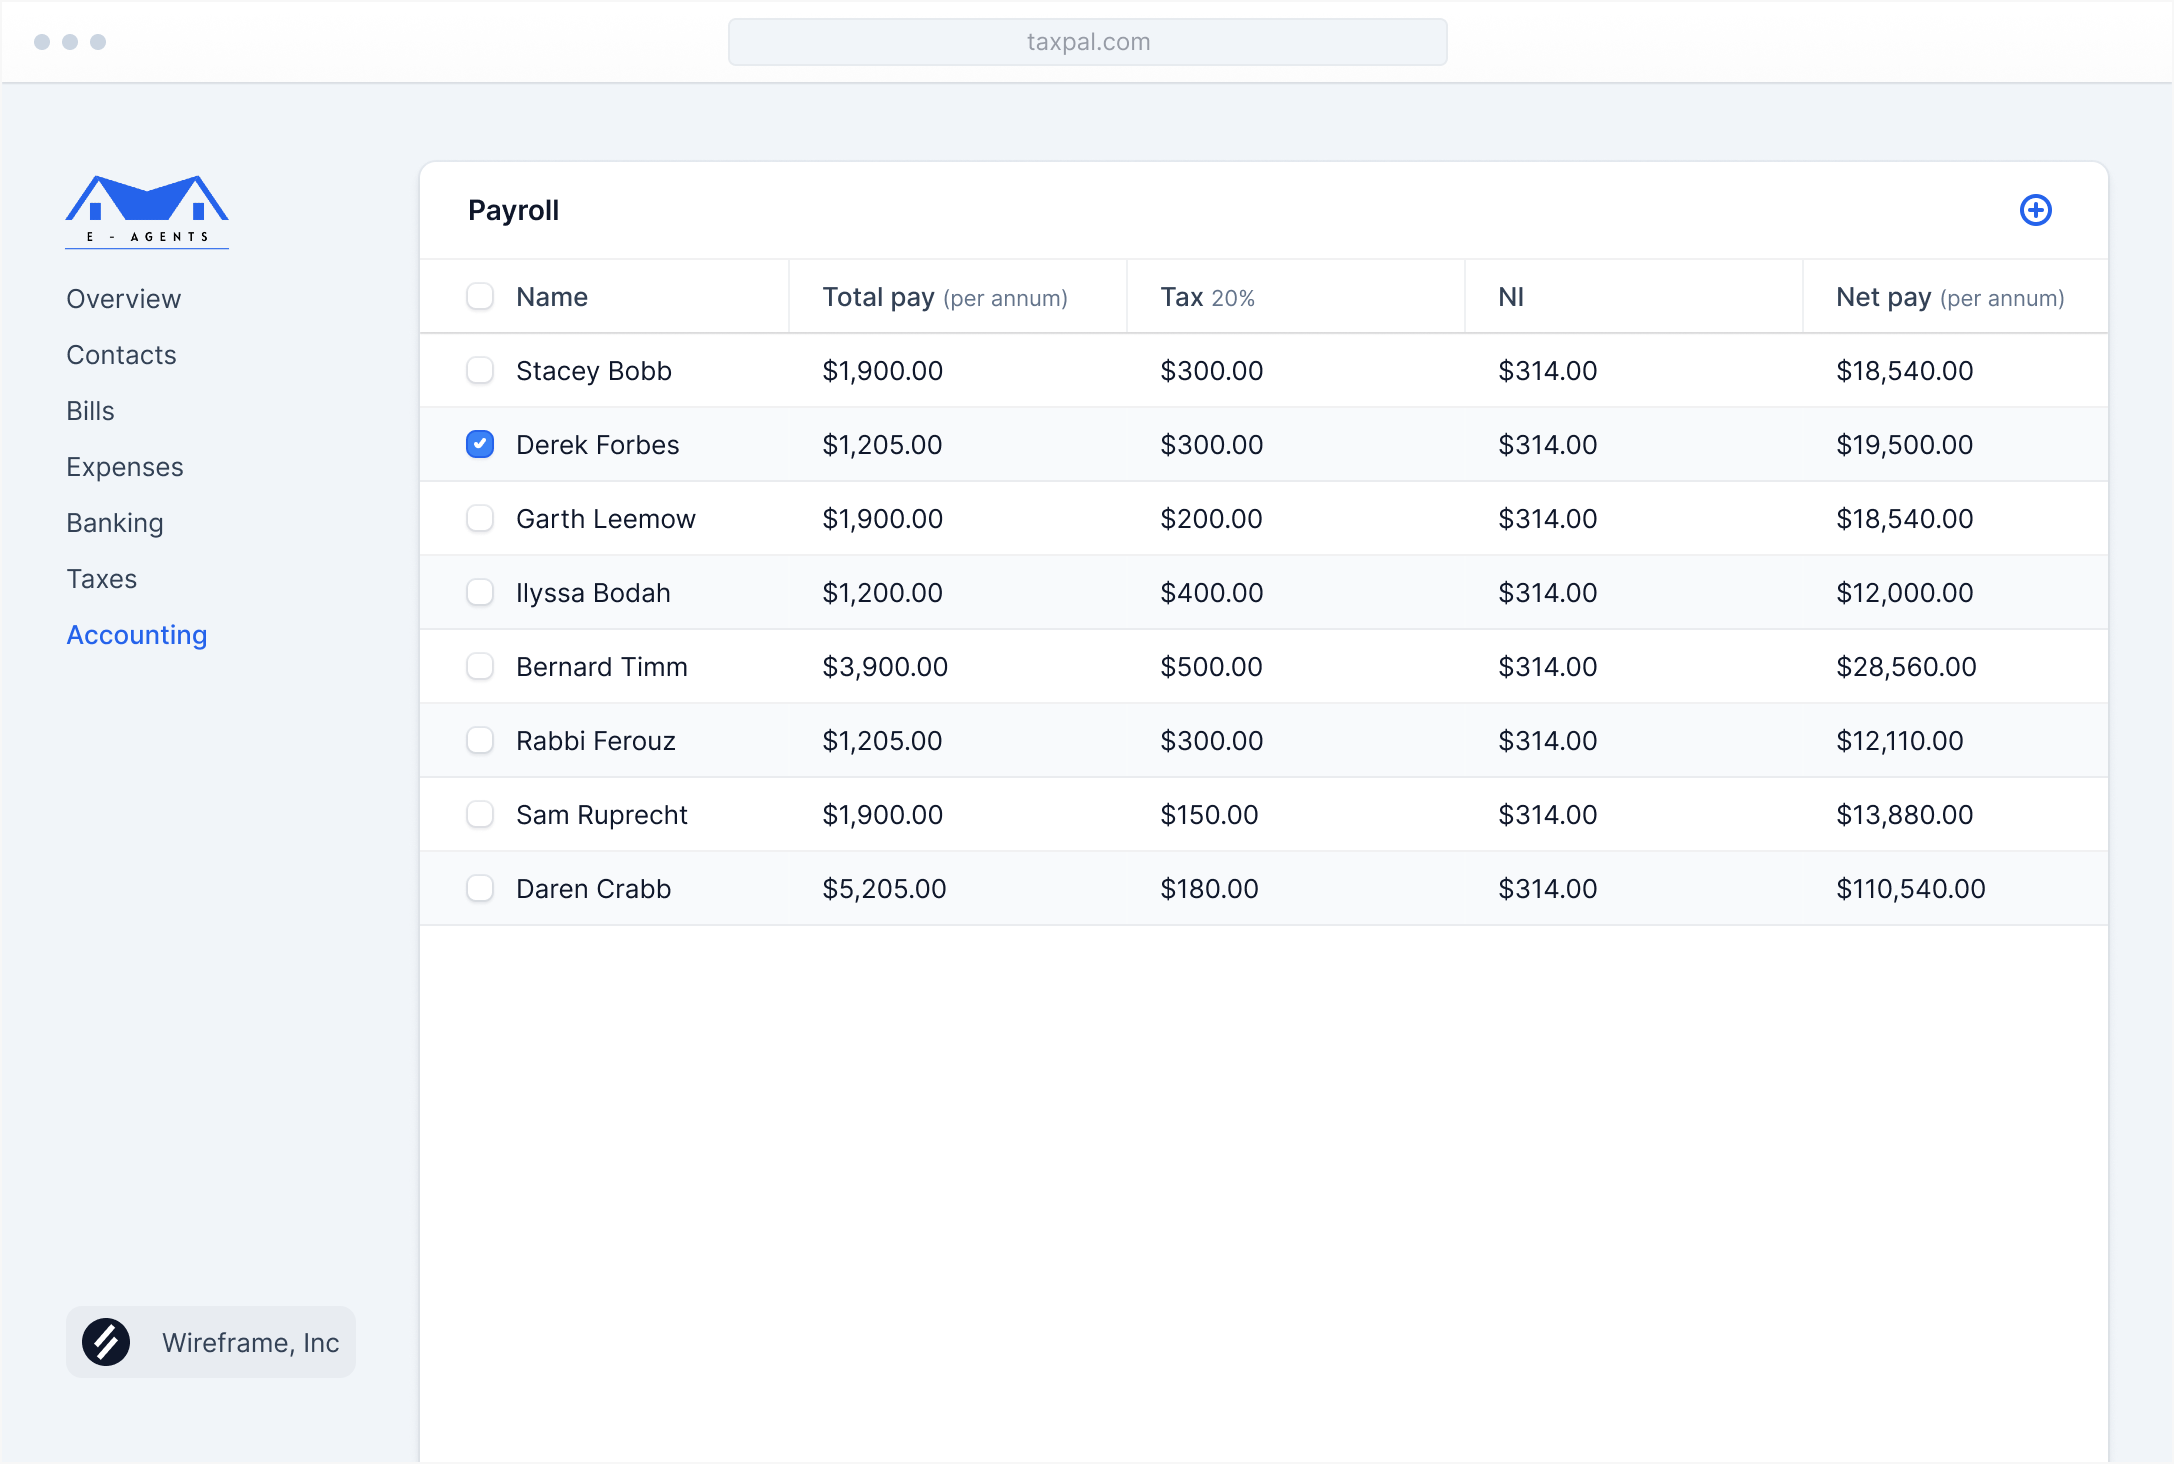 taxpal.com
E - AGENTS
Overview
Contacts
Bills
Expenses
Banking
Taxes
Accounting
Wireframe, Inc
Payroll
Name Total pay (per annum) Tax 20% NI Net pay (per annum)
Stacey Bobb $1,900.00 $300.00 $314.00 $18,540.00
Derek Forbes $1,205.00 $300.00 $314.00 $19,500.00
Garth Leemow $1,900.00 $200.00 $314.00 $18,540.00
Ilyssa Bodah $1,200.00 $400.00 $314.00 $12,000.00
Bernard Timm $3,900.00 $500.00 $314.00 $28,560.00
Rabbi Ferouz $1,205.00 $300.00 $314.00 $12,110.00
Sam Ruprecht $1,900.00 $150.00 $314.00 $13,880.00
Daren Crabb $5,205.00 $180.00 $314.00 $110,540.00